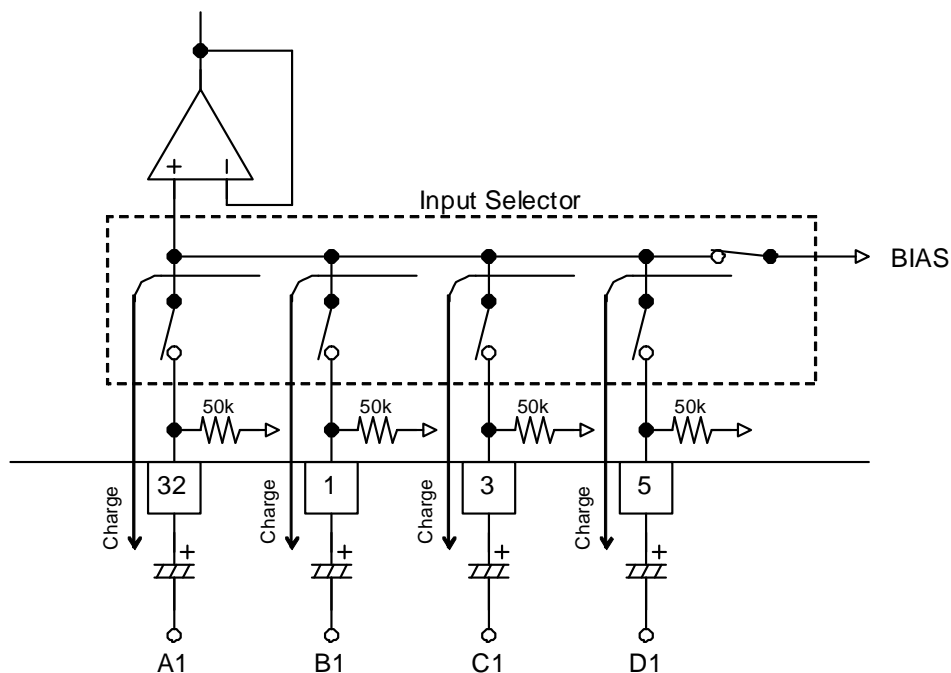 + −
Input Selector
BIAS
50k 50k 50k 50k
32 1 3 5
Charge Charge Charge Charge
+ + + +
A1 B1 C1 D1